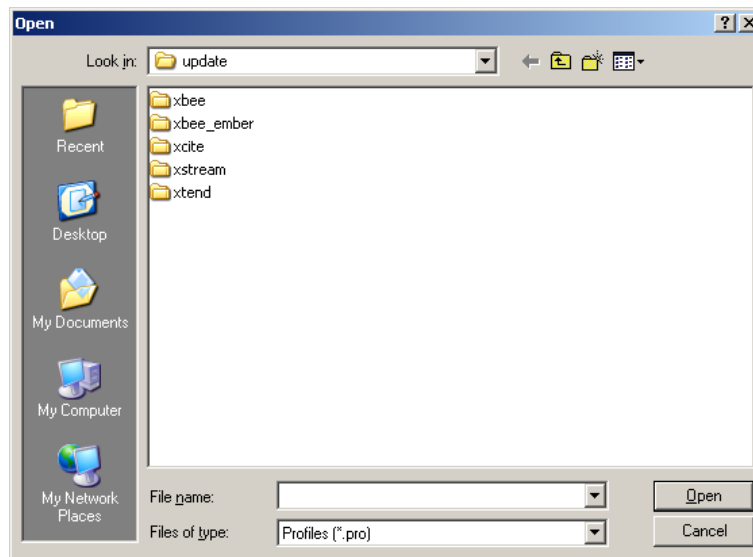 Open
Look in: update
Recent
Desktop
My Documents
My Computer
My Network
Places
xbee
xbee_ember
xcite
xstream
xtend
File name:
Open
Files of type: Profiles (*.pro)
Cancel